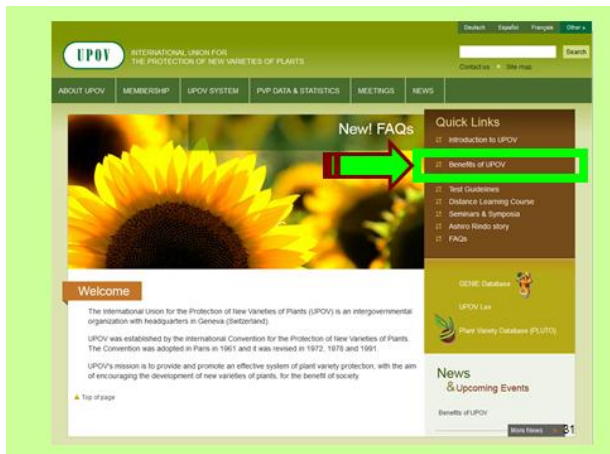 Deutsch Español Français Other »
UPOV
INTERNATIONAL UNION FOR
THE PROTECTION OF NEW VARIETIES OF PLANTS
Search
Contact us Site map
ABOUT UPOV MEMBERSHIP UPOV SYSTEM PVP DATA & STATISTICS MEETINGS NEWS
New! FAQs
Quick Links
Introduction to UPOV
Benefits of UPOV
Test Guidelines
Distance Learning Course
Seminars & Symposia
Ashiro Rindo story
FAQs
GENIE Database
UPOV Lex
Plant Variety Database (PLUTO)
Welcome
The International Union for the Protection of New Varieties of Plants (UPOV) is an intergovernmental
organization with headquarters in Geneva (Switzerland).
UPOV was established by the International Convention for the Protection of New Varieties of Plants.
The Convention was adopted in Paris in 1961 and it was revised in 1972, 1978 and 1991.
UPOV's mission is to provide and promote an effective system of plant variety protection, with the aim
of encouraging the development of new varieties of plants, for the benefit of society.
Top of page
News
& Upcoming Events
Benefits of UPOV
More News
31